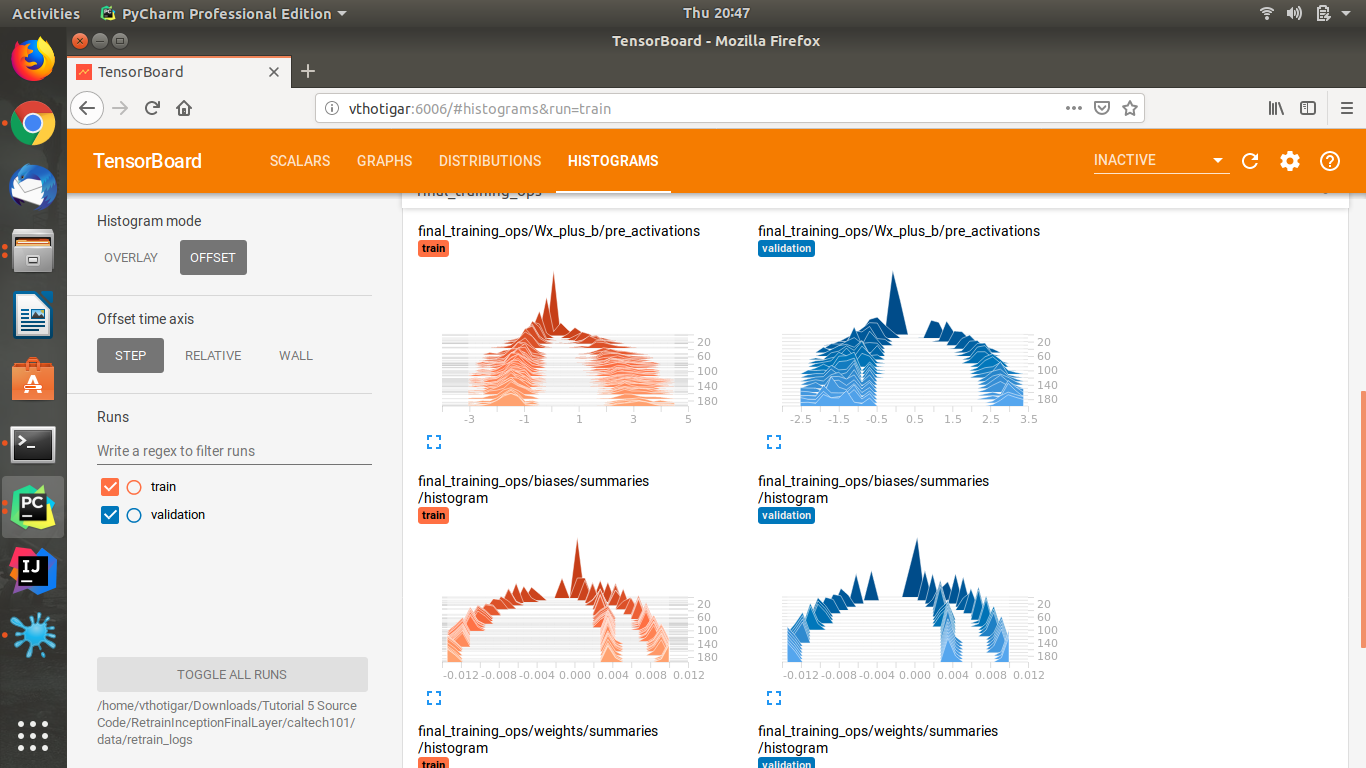 Activities
PyCharm Professional Edition
Thu 20:47
TensorBoard - Mozilla Firefox
TensorBoard
vthotigar:6006/#histograms&run=train
TensorBoard
SCALARS
GRAPHS
DISTRIBUTIONS
HISTOGRAMS
INACTIVE
Histogram mode
OVERLAY
OFFSET
Offset time axis
STEP
RELATIVE
WALL
Runs
Write a regex to filter runs
train
validation
TOGGLE ALL RUNS
/home/vthotigar/Downloads/Tutorial 5 Source
Code/RetrainInceptionFinalLayer/caltech101/
data/retrain_logs
final_training_ops
final_training_ops/Wx_plus_b/pre_activations
train
20
60
100
140
180
-3 -1 1 3 5
final_training_ops/Wx_plus_b/pre_activations
validation
20
60
100
140
180
-2.5 -1.5 -0.5 0.5 1.5 2.5 3.5
final_training_ops/biases/summaries
/histogram
train
20
60
100
140
180
-0.012 -0.008 -0.004 0.000 0.004 0.008 0.012
final_training_ops/biases/summaries
/histogram
validation
20
60
100
140
180
-0.012 -0.008 -0.004 0.000 0.004 0.008 0.012
final_training_ops/weights/summaries
/histogram
train
final_training_ops/weights/summaries
/histogram
validation
PC
IJ